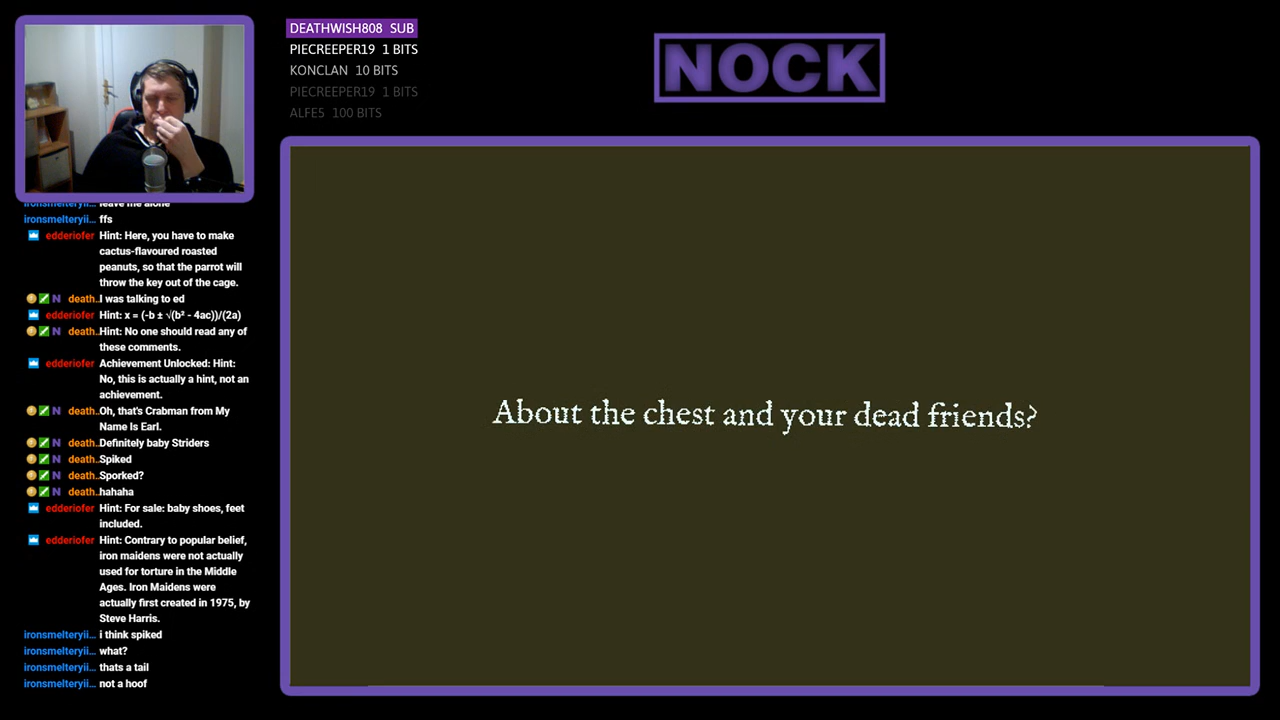 DEATHWISH808 SUB
PIECREEPER19 1 BITS
KONCLAN 10 BITS
PIECREEPER19 1 BITS
ALFE5 100 BITS
NOCK
ironsmelteryii... leave me alone
ironsmelteryii... ffs
edderiofer Hint: Here, you have to make
cactus-flavoured roasted
peanuts, so that the parrot will
throw the key out of the cage.
N death... I was talking to ed
edderiofer Hint: x = (-b ± √(b² - 4ac))/(2a)
N death... Hint: No one should read any of
these comments.
edderiofer Achievement Unlocked: Hint:
No, this is actually a hint, not an
achievement.
N death... Oh, that's Crabman from My
Name Is Earl.
N death... Definitely baby Striders
N death... Spiked
N death... Sporked?
N death... hahaha
edderiofer Hint: For sale: baby shoes, feet
included.
edderiofer Hint: Contrary to popular belief,
iron maidens were not actually
used for torture in the Middle
Ages. Iron Maidens were
actually first created in 1975, by
Steve Harris.
ironsmelteryii... i think spiked
ironsmelteryii... what?
ironsmelteryii... thats a tail
ironsmelteryii... not a hoof
About the chest and your dead friends?